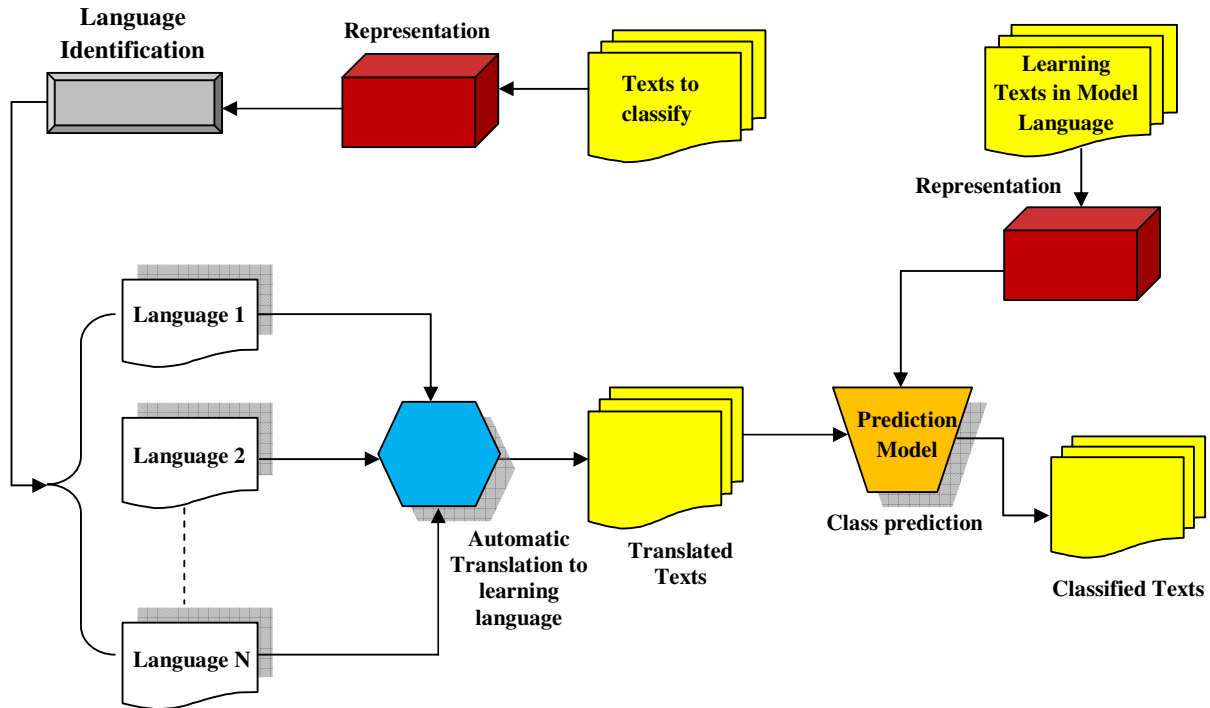 Language
Identification
Representation
Texts to
classify
Learning
Texts in Model
Language
Representation
Language 1
Language 2
Language N
Automatic
Translation to
learning
language
Translated
Texts
Prediction
Model
Class prediction
Classified Texts